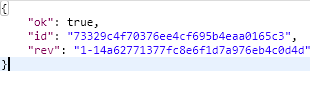 {
"ok": true,
"id": "73329c4f70376ee4cf695b4eaa0165c3",
"rev": "1-14a62771377fc8e6f1d7a976eb4c0d4d"
}